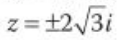 z = ±2√3i